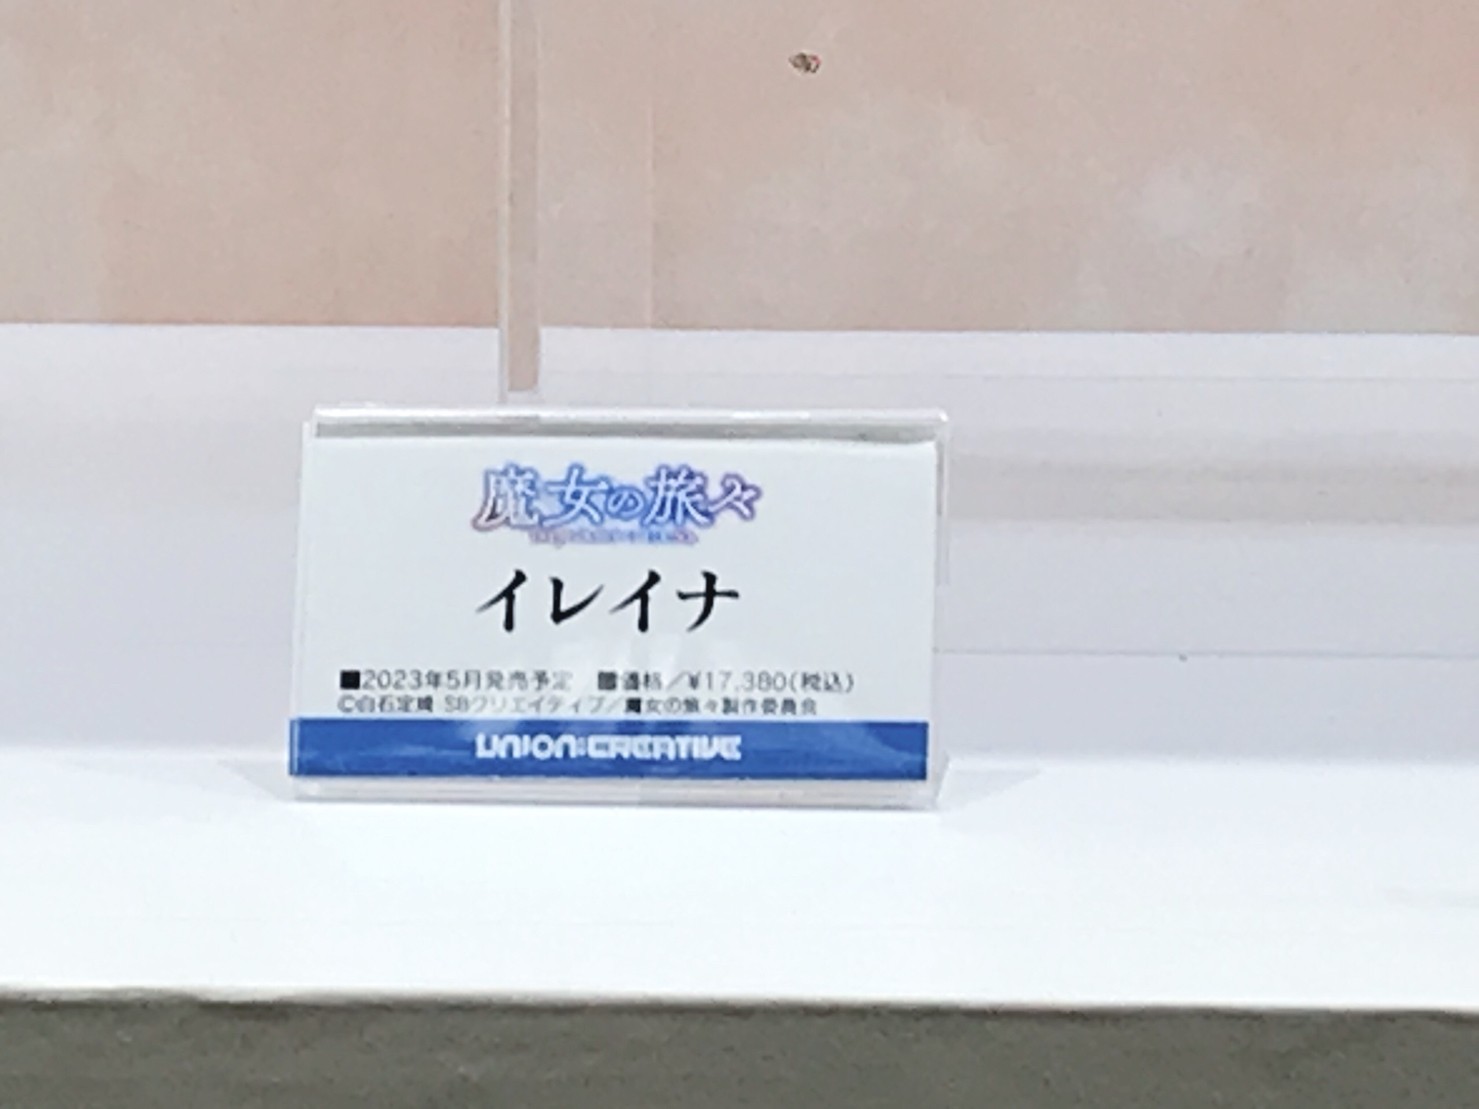 魔女の旅々
イレイナ
■2023年5月発売予定　■価格／¥17,380(税込)
©白石定規 SBクリエイティブ／魔女の旅々製作委員会
UNION CREATIVE